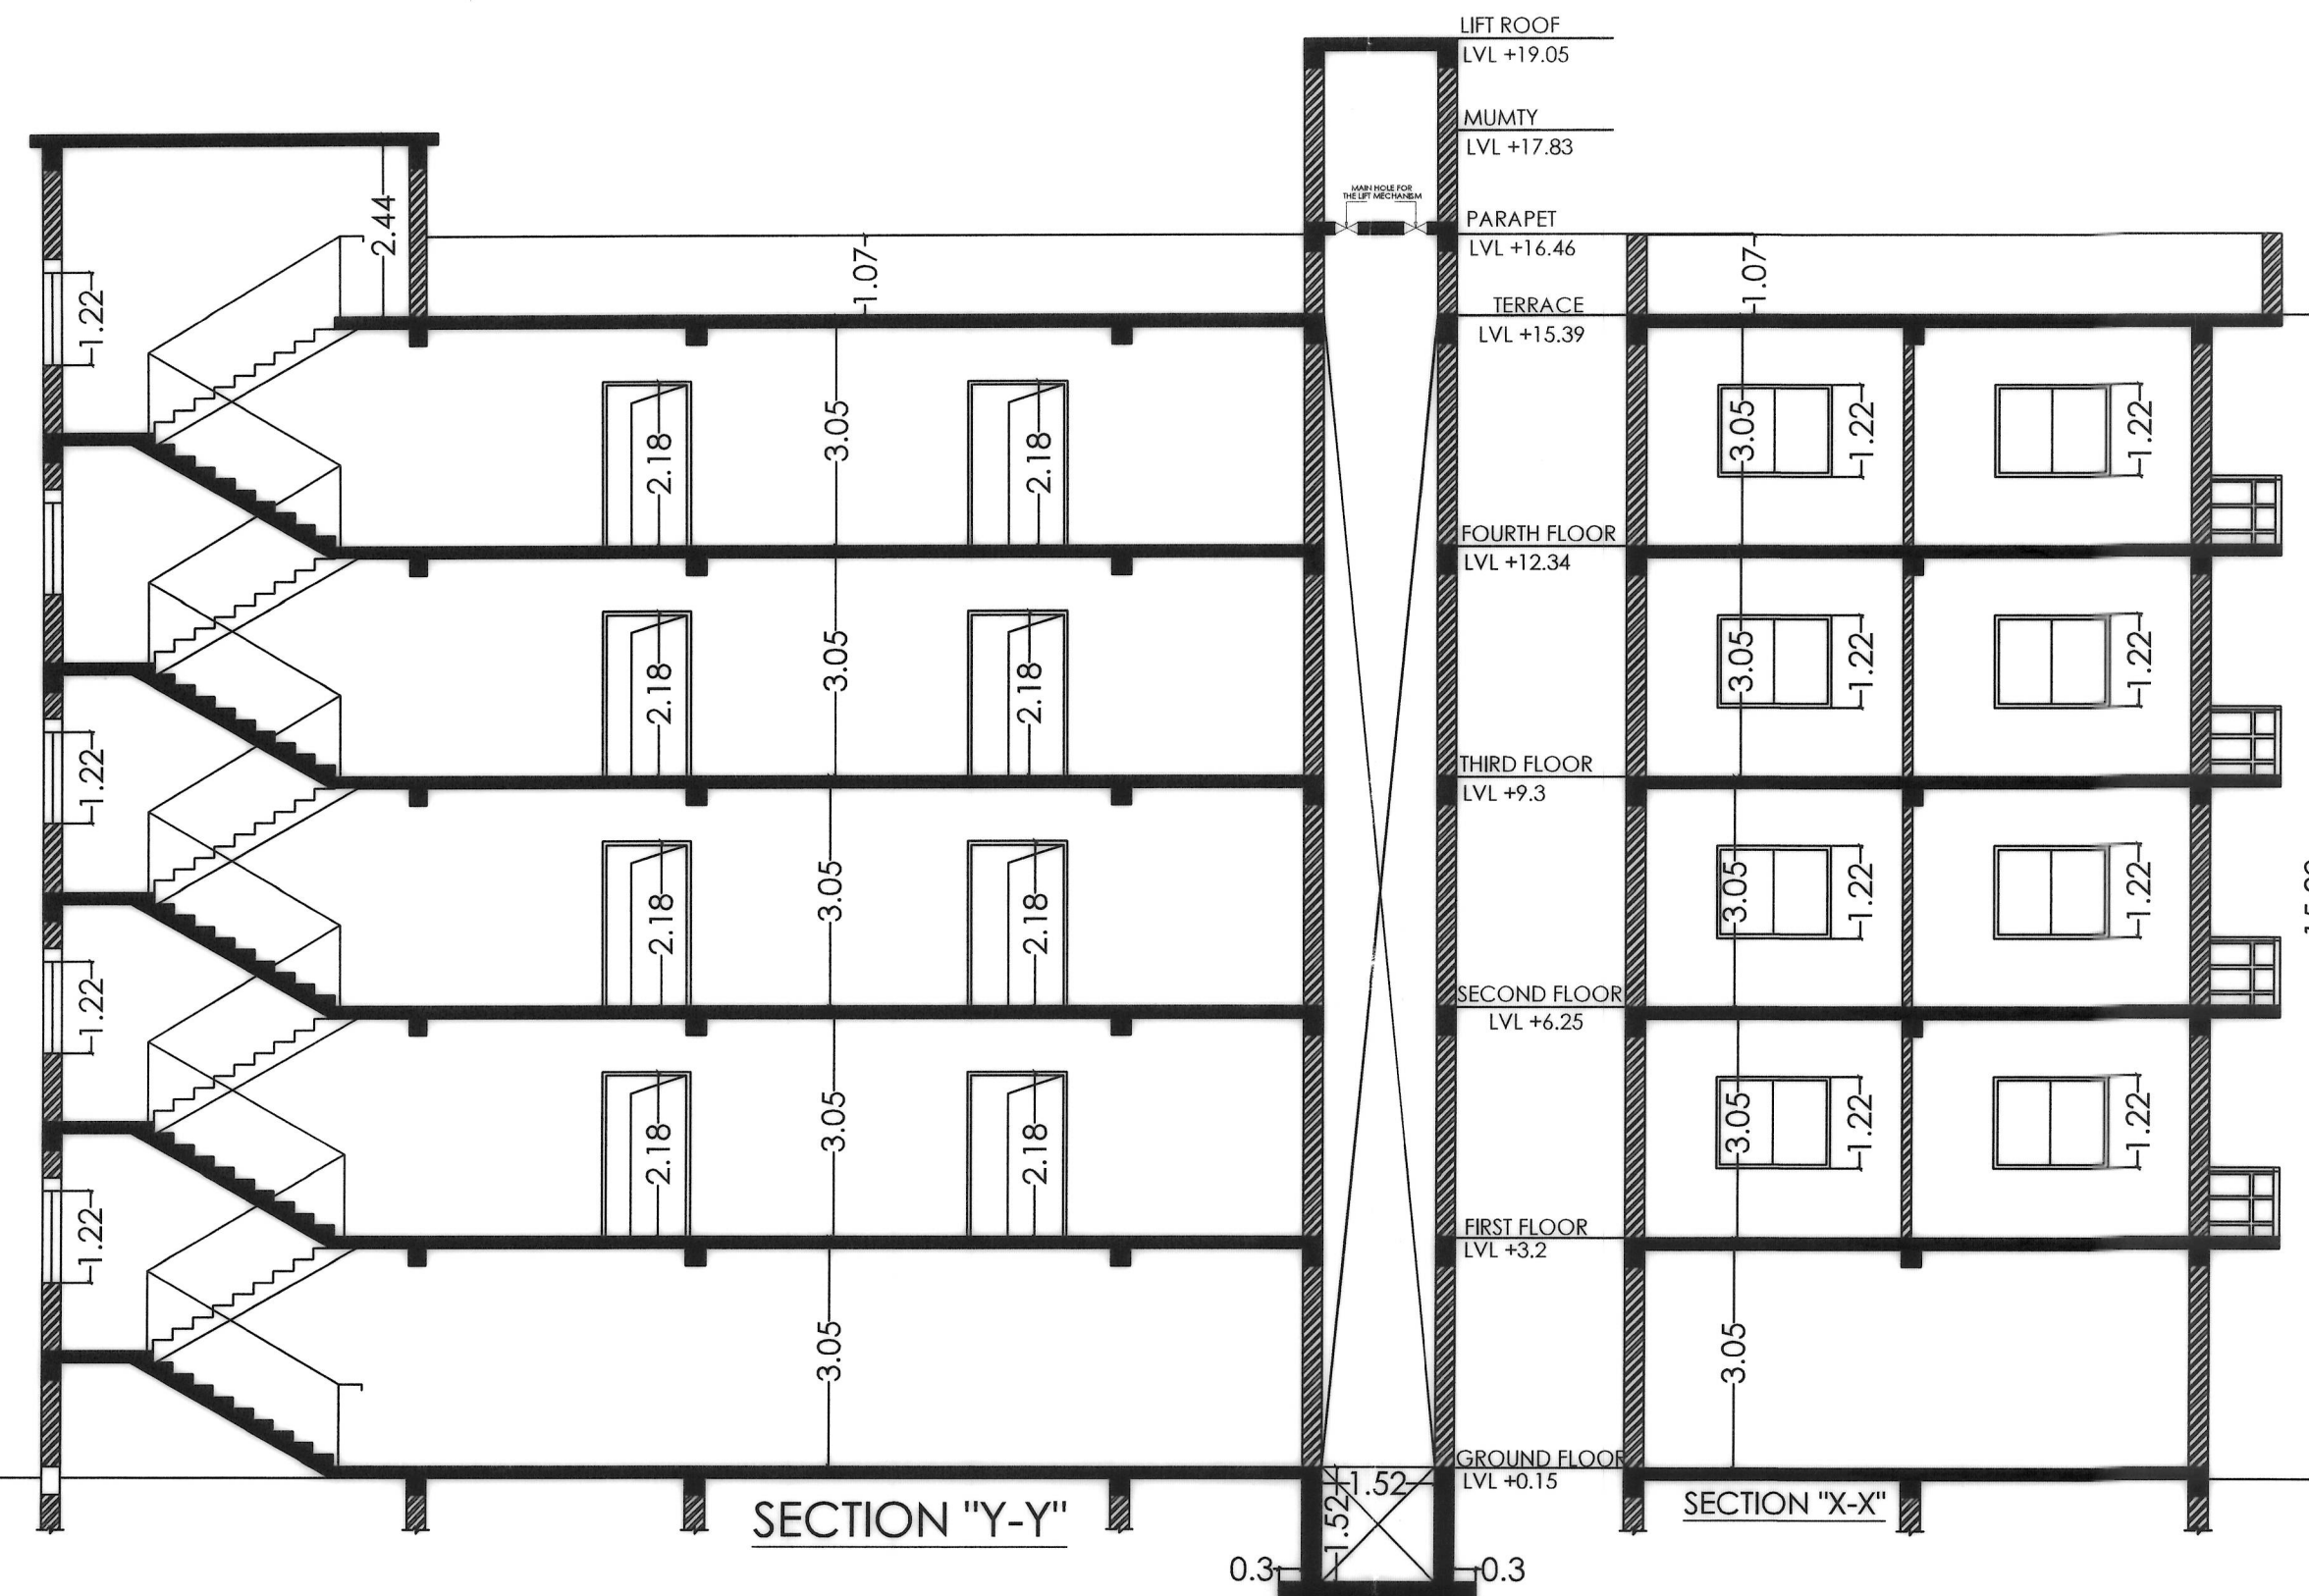 LIFT ROOF
LVL +19.05
MUMTY
LVL +17.83
MAIN HOLE FOR
THE LIFT MECHANISM
PARAPET
LVL +16.46
2.44
1.07
1.07
1.22
TERRACE
LVL +15.39
2.18
3.05
2.18
3.05
1.22
1.22
FOURTH FLOOR
LVL +12.34
2.18
3.05
2.18
3.05
1.22
1.22
THIRD FLOOR
LVL +9.3
1.22
2.18
3.05
2.18
3.05
1.22
1.22
SECOND FLOOR
LVL +6.25
1.22
2.18
3.05
2.18
3.05
1.22
1.22
FIRST FLOOR
LVL +3.2
1.22
3.05
3.05
GROUND FLOOR
LVL +0.15
1.52
1.52
SECTION "Y-Y"
SECTION "X-X"
0.3
0.3